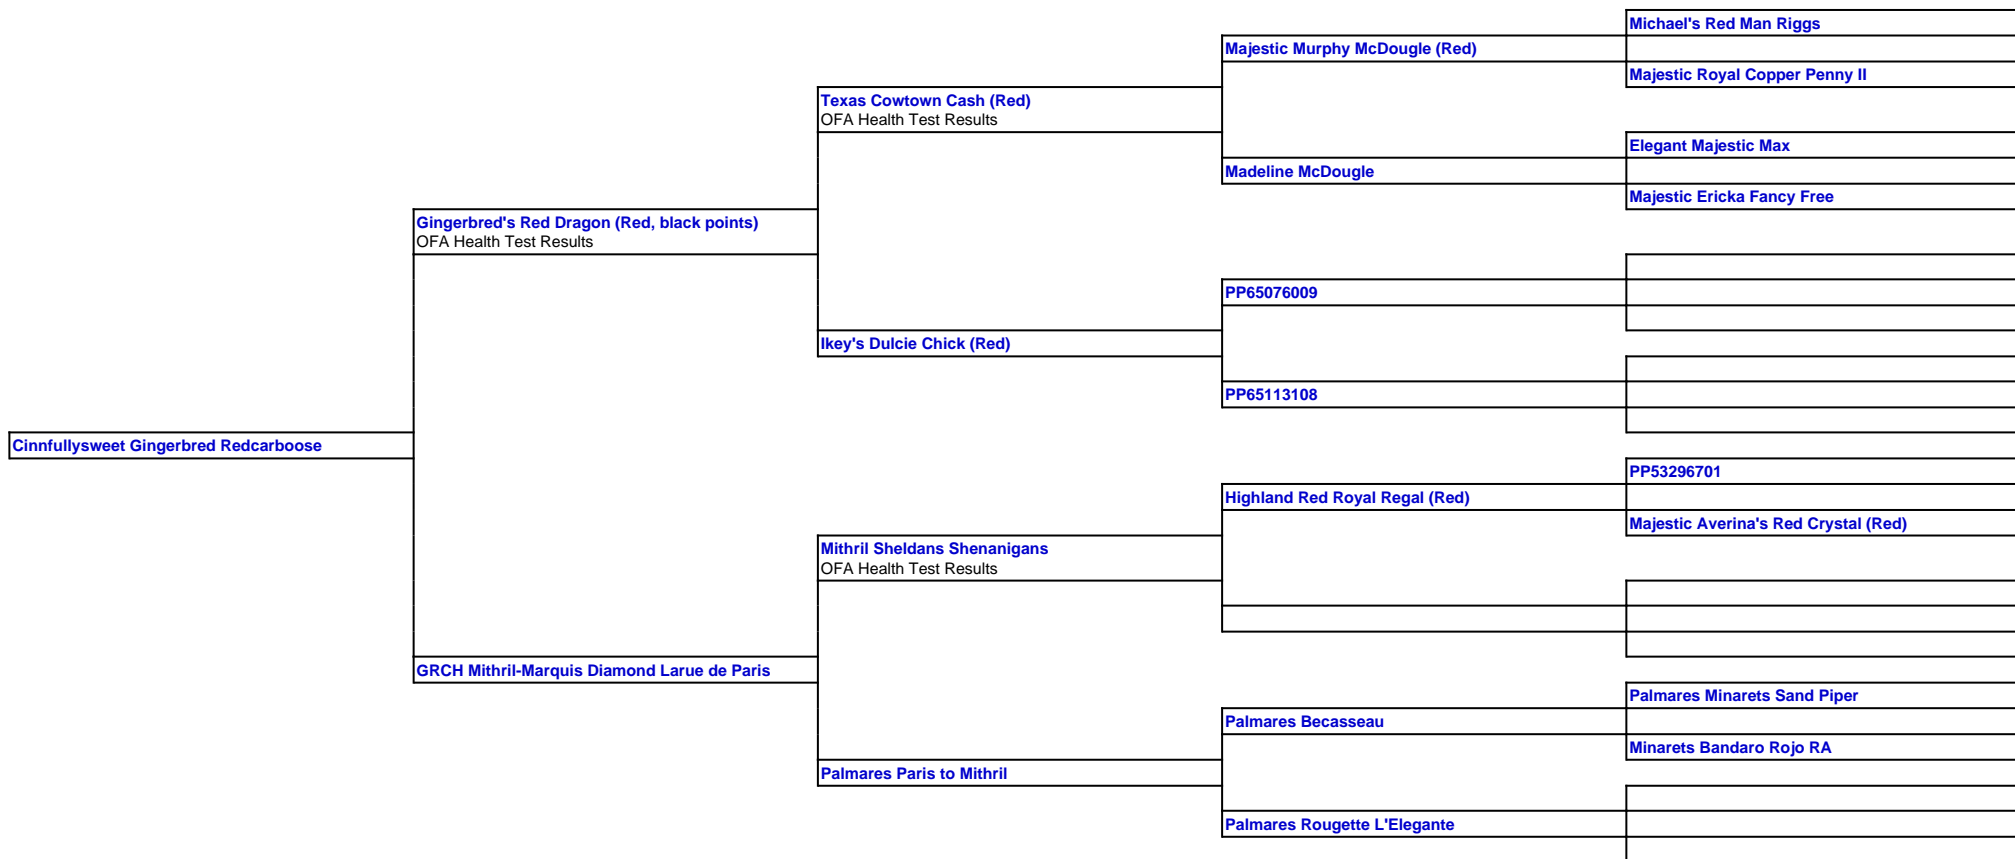 Michael's Red Man Riggs
Majestic Murphy McDougle (Red)
Majestic Royal Copper Penny II
Texas Cowtown Cash (Red)
OFA Health Test Results
Elegant Majestic Max
Madeline McDougle
Majestic Ericka Fancy Free
Gingerbred's Red Dragon (Red, black points)
OFA Health Test Results
PP65076009
Ikey's Dulcie Chick (Red)
PP65113108
Cinnfullysweet Gingerbred Redcarboose
PP53296701
Highland Red Royal Regal (Red)
Majestic Averina's Red Crystal (Red)
Mithril Sheldans Shenanigans
OFA Health Test Results
GRCH Mithril-Marquis Diamond Larue de Paris
Palmares Minarets Sand Piper
Palmares Becasseau
Minarets Bandaro Rojo RA
Palmares Paris to Mithril
Palmares Rougette L'Elegante